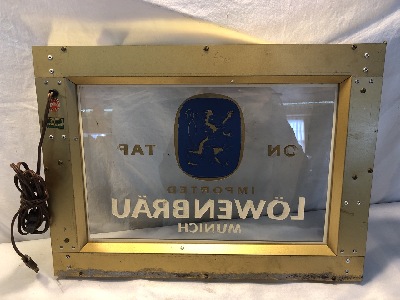 ON TAP
IMPORTED
LÖWENBRÄU
MUNICH